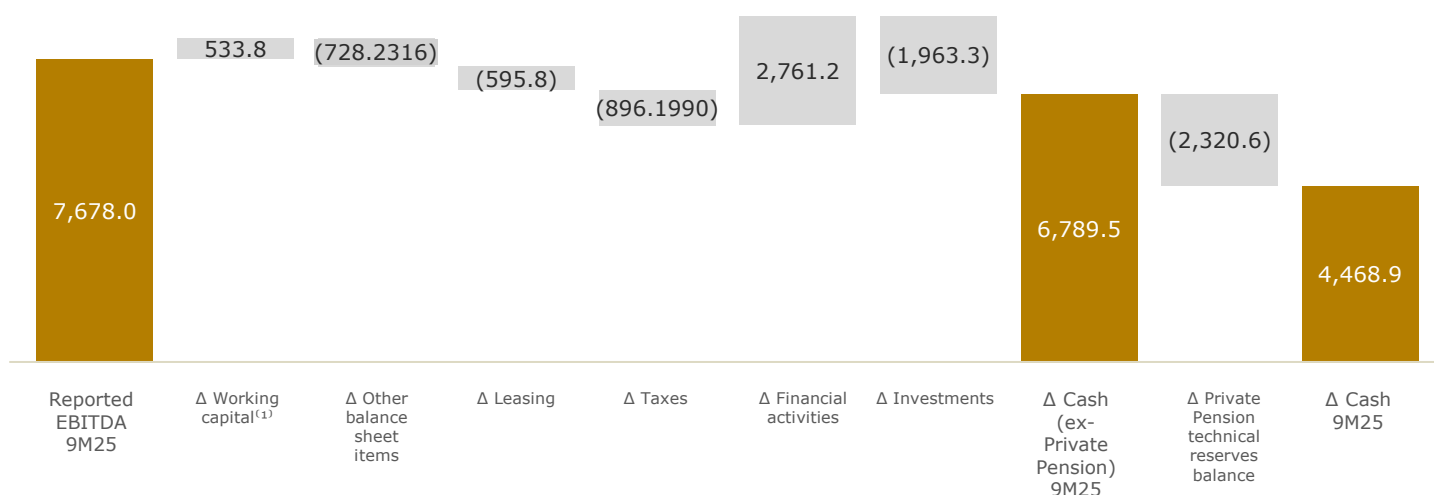 533.8
(728.2316)
(595.8)
(896.1990)
2,761.2
(1,963.3)
(2,320.6)
7,678.0
6,789.5
4,468.9
Reported
EBITDA
9M25
Δ Working
capital⁽¹⁾
Δ Other
balance
sheet
items
Δ Leasing
Δ Taxes
Δ Financial
activities
Δ Investments
Δ Cash
(ex-
Private
Pension)
9M25
Δ Private
Pension
technical
reserves
balance
Δ Cash
9M25